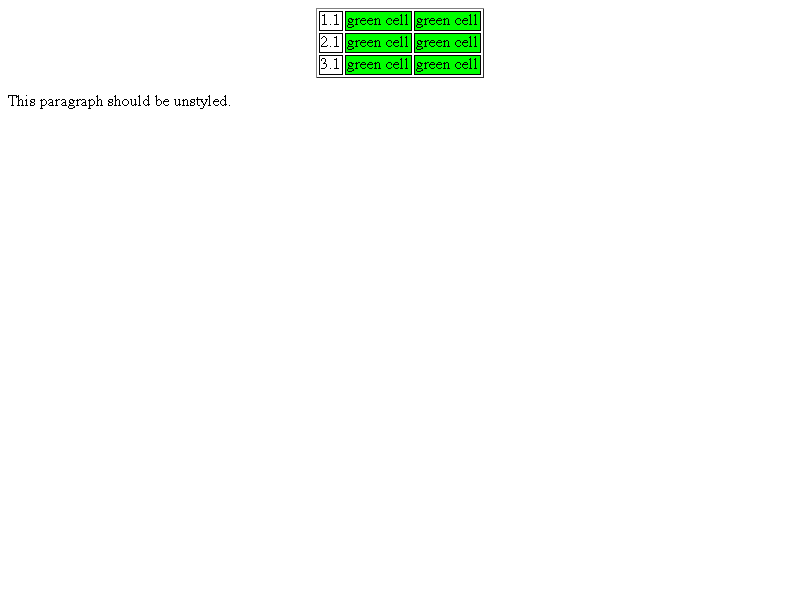 1.1 green cell green cell
2.1 green cell green cell
3.1 green cell green cell
This paragraph should be unstyled.